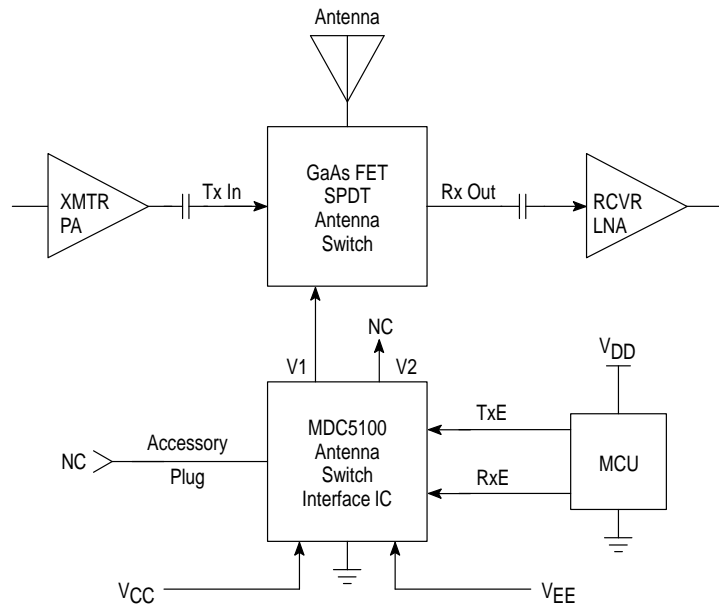 Antenna
XMTR
PA
Tx In
GaAs FET
SPDT
Antenna
Switch
Rx Out
RCVR
LNA
V1
NC
V2
VDD
NC
Accessory
Plug
MDC5100
Antenna
Switch
Interface IC
TxE
RxE
MCU
VCC
VEE